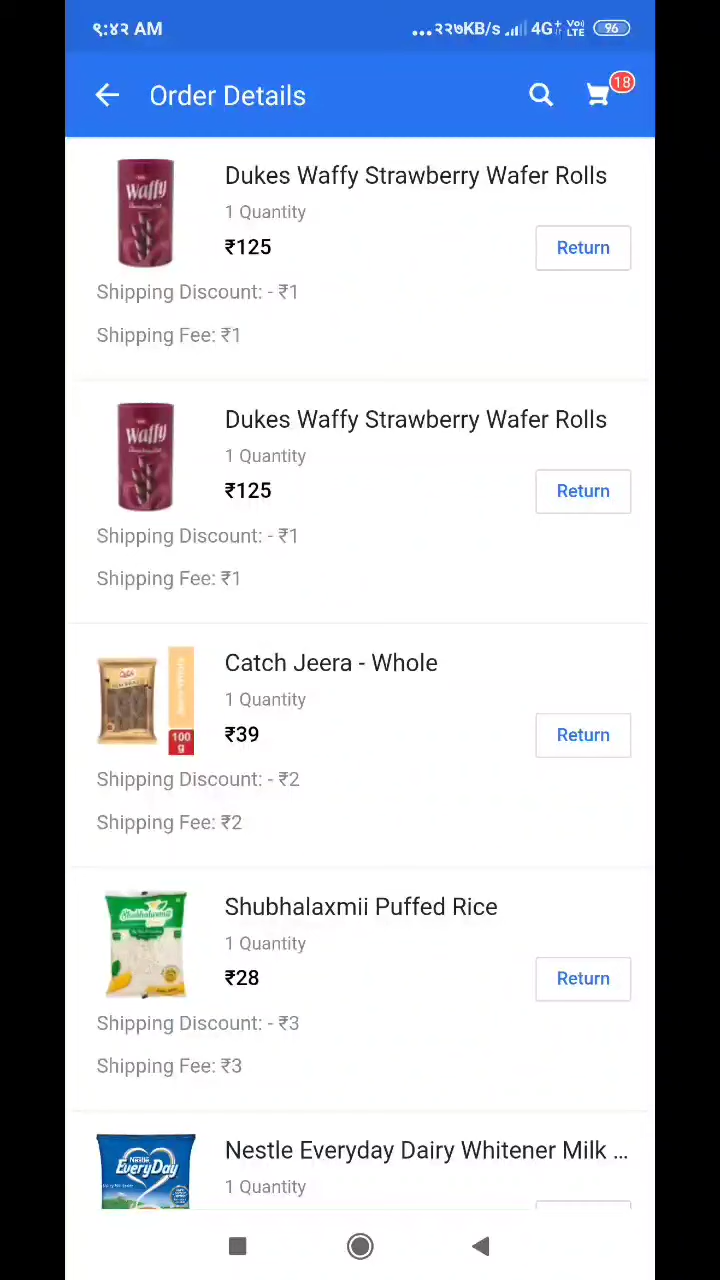 ९:४२ AM
...२२७KB/s 4G+ Vo) LTE 96
Order Details
18
Waffy
Dukes Waffy Strawberry Wafer Rolls
1 Quantity
₹125
Return
Shipping Discount: - ₹1
Shipping Fee: ₹1
Waffy
Dukes Waffy Strawberry Wafer Rolls
1 Quantity
₹125
Return
Shipping Discount: - ₹1
Shipping Fee: ₹1
Catch Jeera - Whole
1 Quantity
100
g
₹39
Return
Shipping Discount: - ₹2
Shipping Fee: ₹2
Shubhalaxmii
Shubhalaxmii Puffed Rice
1 Quantity
₹28
Return
Shipping Discount: - ₹3
Shipping Fee: ₹3
Nestle
EveryDay
Nestle Everyday Dairy Whitener Milk ...
1 Quantity